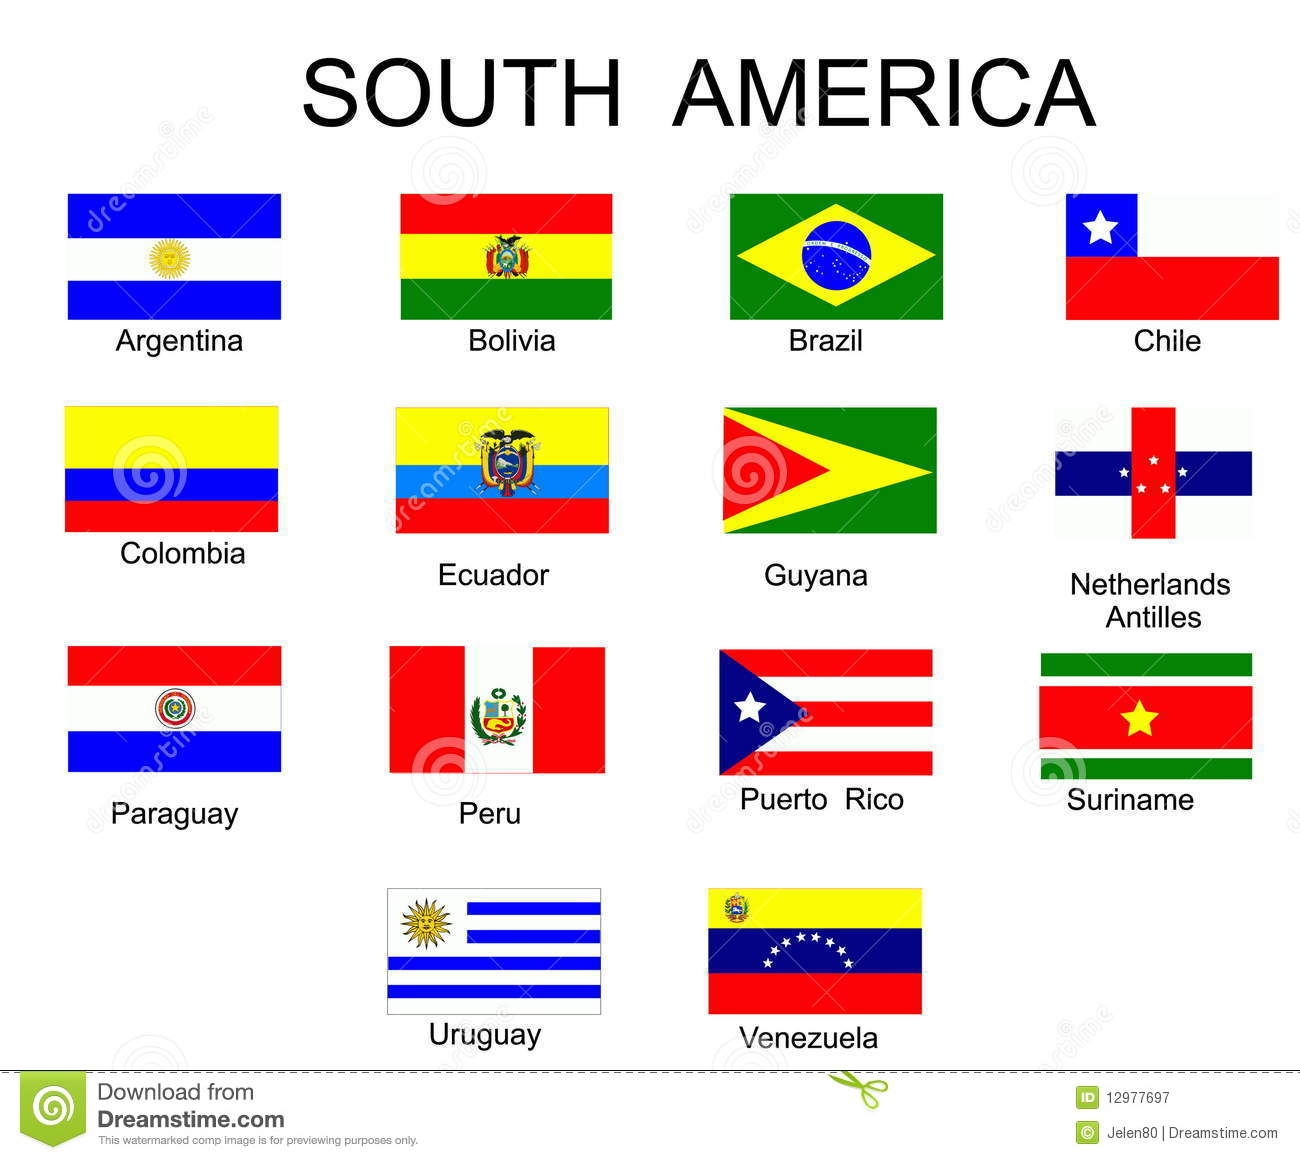 SOUTH AMERICA
Argentina
Bolivia
Brazil
Chile
Colombia
Ecuador
Guyana
Netherlands
Antilles
Paraguay
Peru
Puerto Rico
Suriname
Uruguay
Venezuela
Download from
Dreamstime.com
This watermarked comp image is for previewing purposes only.
ID 12977697
© Jelen80 | Dreamstime.com